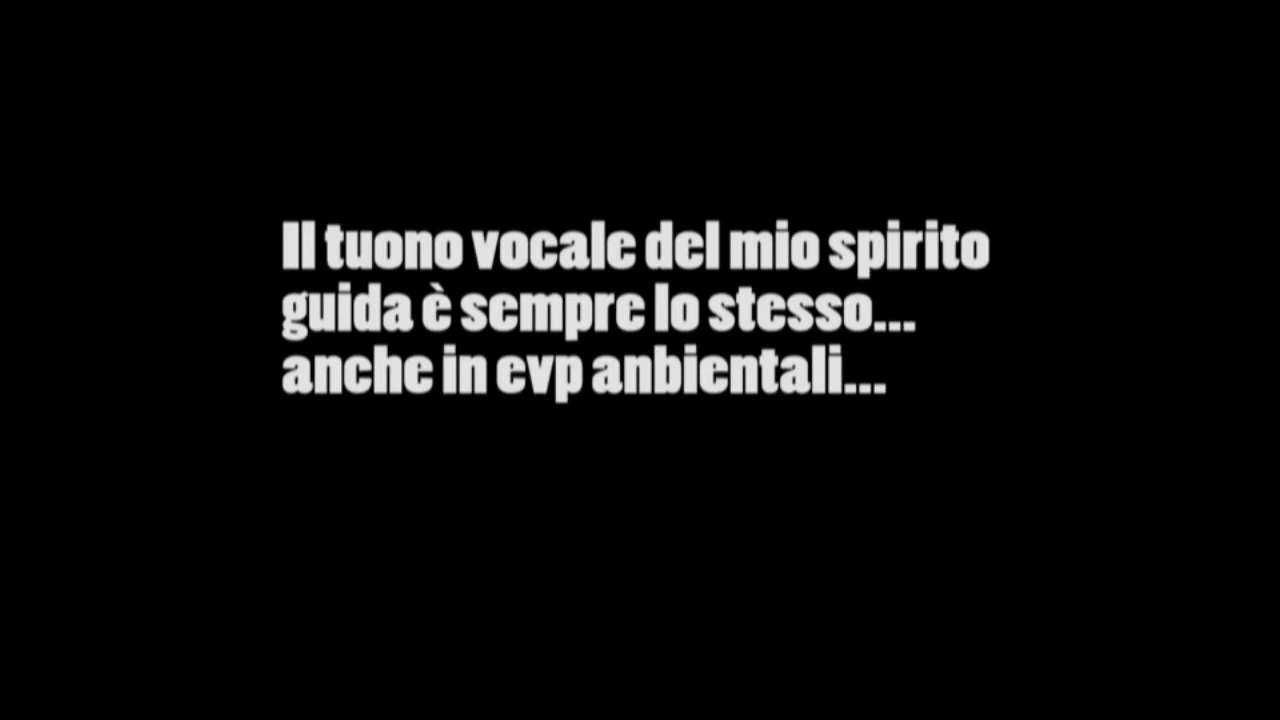 Il tuono vocale del mio spirito
guida è sempre lo stesso...
anche in evp anbientali...